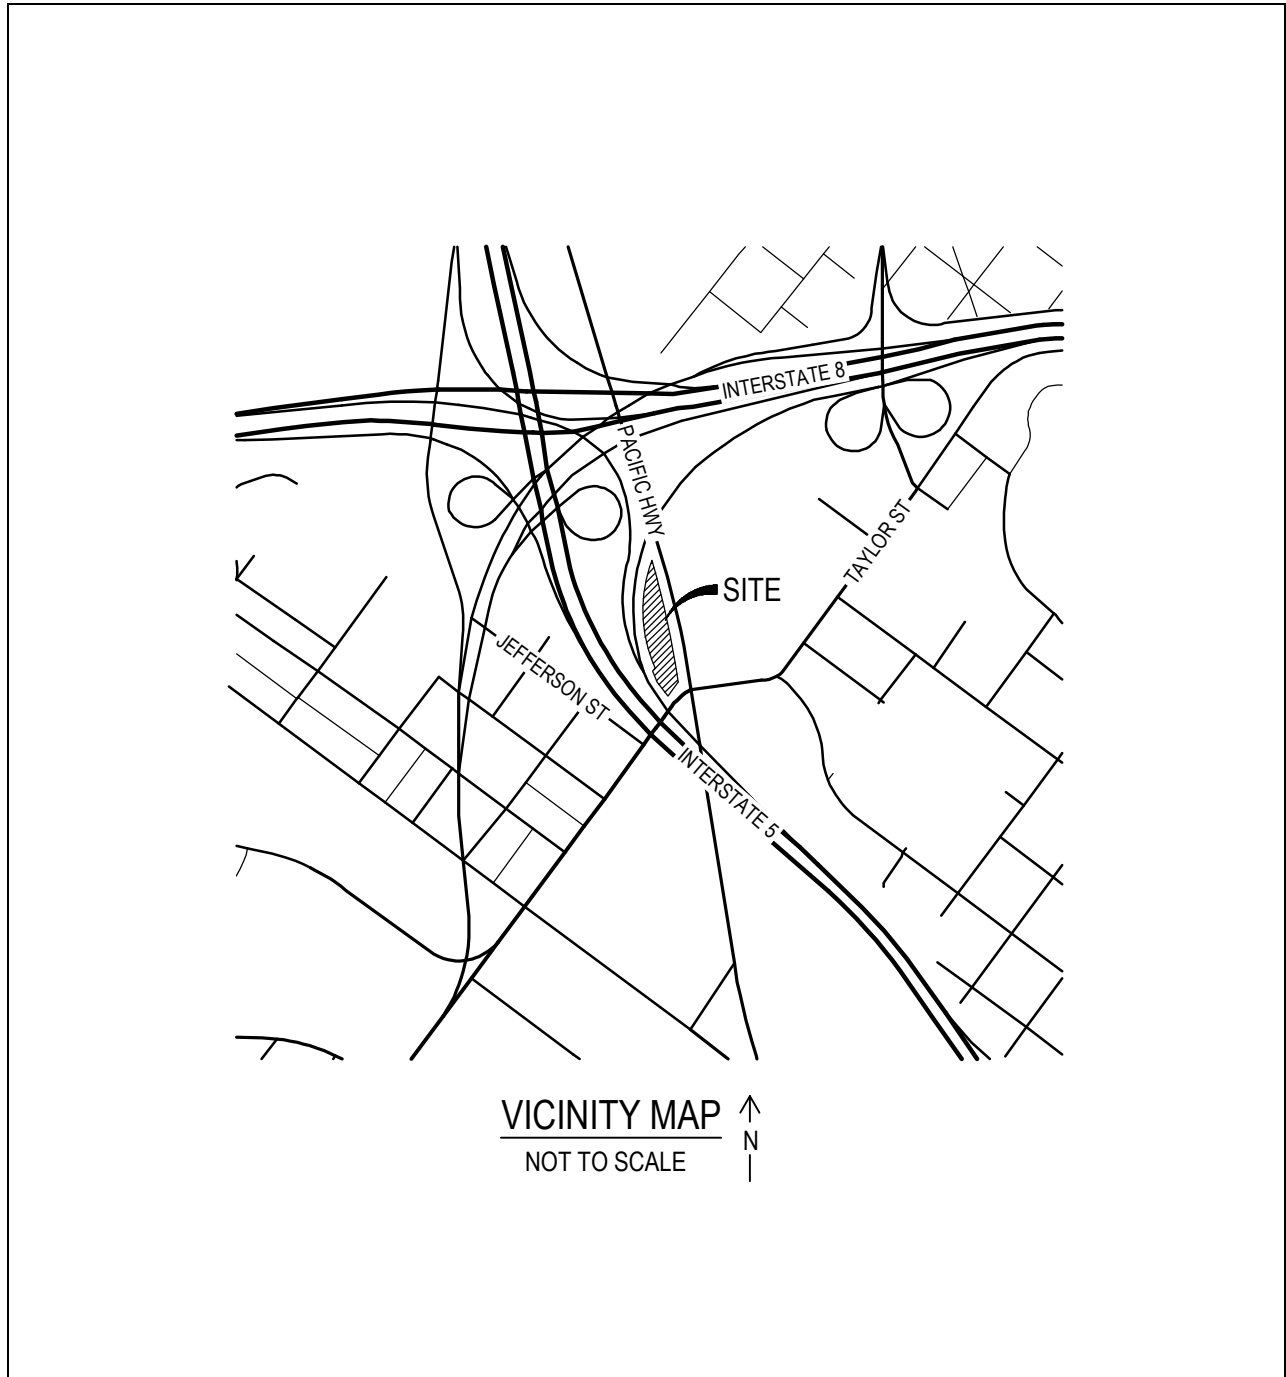 INTERSTATE 8
PACIFIC HWY
TAYLOR ST
SITE
JEFFERSON ST
INTERSTATE 5
VICINITY MAP
N
NOT TO SCALE